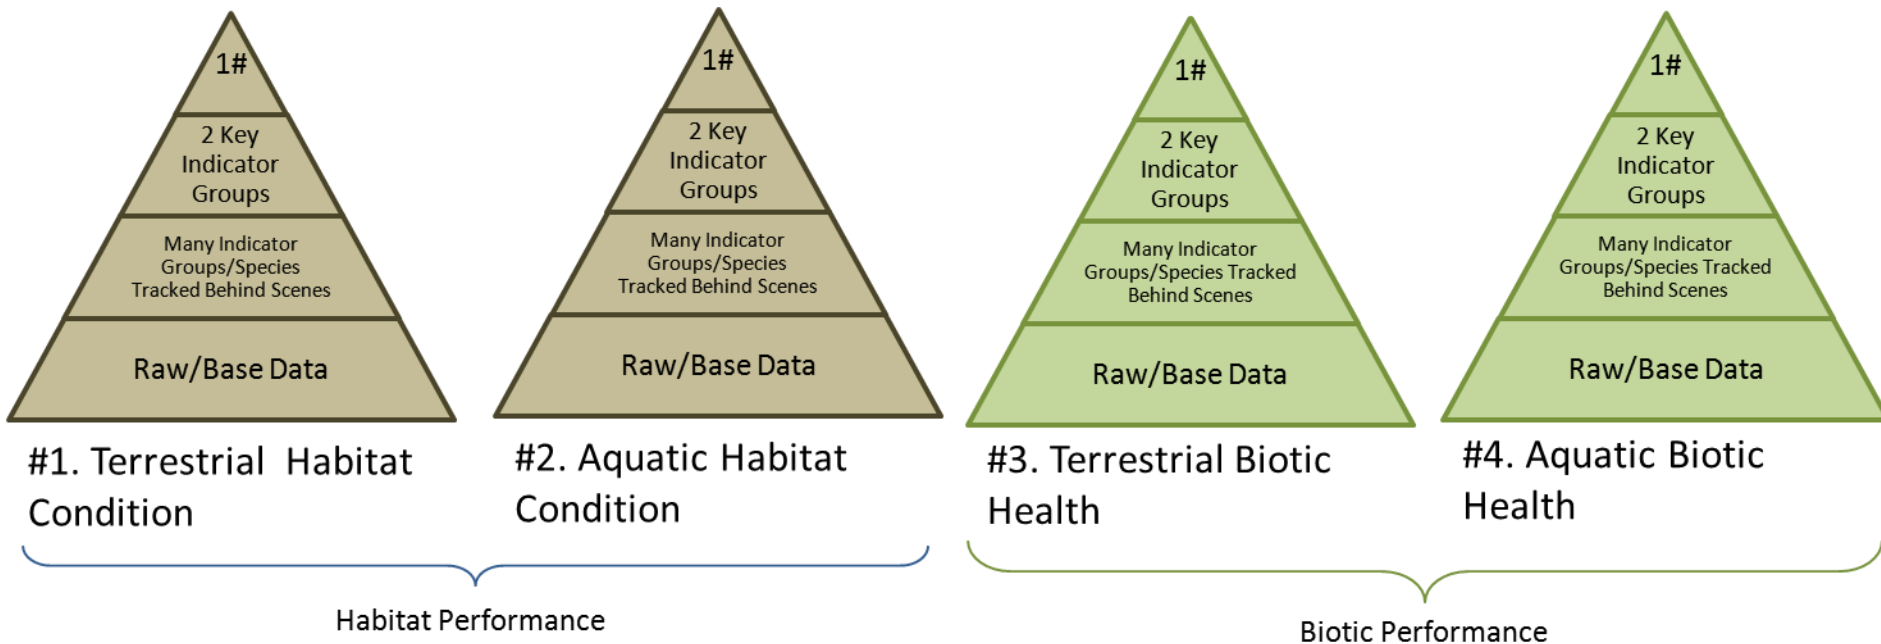 1#
2 Key
Indicator
Groups
Many Indicator
Groups/Species
Tracked Behind Scenes
Raw/Base Data
#1. Terrestrial Habitat
Condition
1#
2 Key
Indicator
Groups
Many Indicator
Groups/Species
Tracked Behind Scenes
Raw/Base Data
#2. Aquatic Habitat
Condition
Habitat Performance
1#
2 Key
Indicator
Groups
Many Indicator
Groups/Species Tracked
Behind Scenes
Raw/Base Data
#3. Terrestrial Biotic
Health
1#
2 Key
Indicator
Groups
Many Indicator
Groups/Species Tracked
Behind Scenes
Raw/Base Data
#4. Aquatic Biotic
Health
Biotic Performance